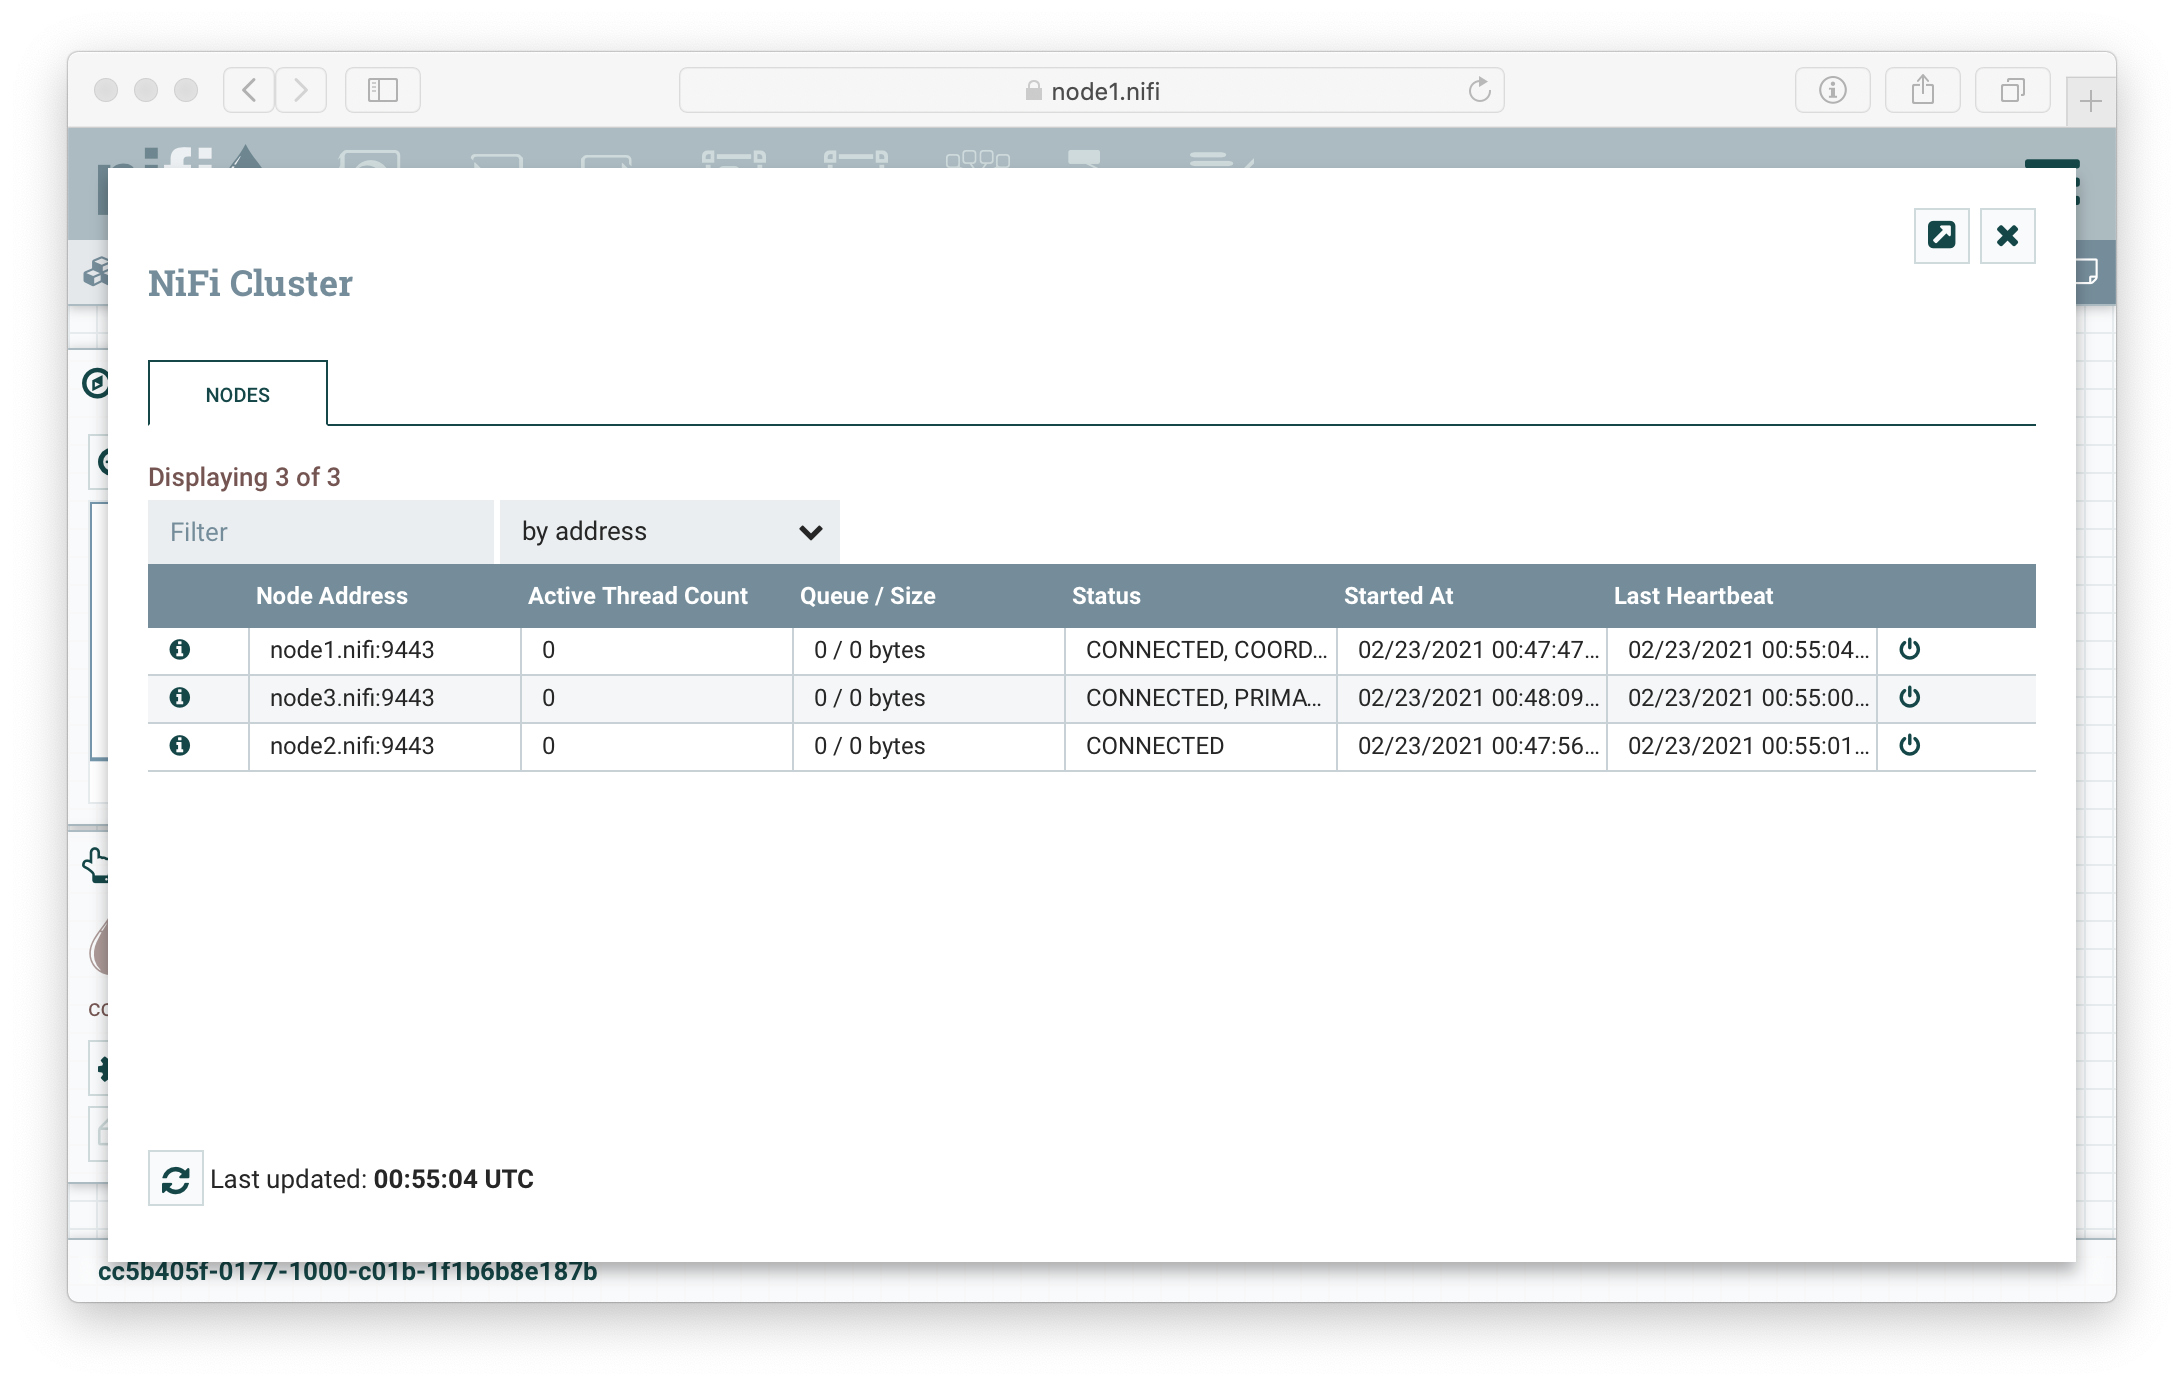 node1.nifi
NiFi Cluster
NODES
Displaying 3 of 3
Filter by address
Node Address Active Thread Count Queue / Size Status Started At Last Heartbeat
node1.nifi:9443 0 0 / 0 bytes CONNECTED, COORD... 02/23/2021 00:47:47... 02/23/2021 00:55:04...
node3.nifi:9443 0 0 / 0 bytes CONNECTED, PRIMA... 02/23/2021 00:48:09... 02/23/2021 00:55:00...
node2.nifi:9443 0 0 / 0 bytes CONNECTED 02/23/2021 00:47:56... 02/23/2021 00:55:01...
Last updated: 00:55:04 UTC
cc5b405f-0177-1000-c01b-1f1b6b8e187b